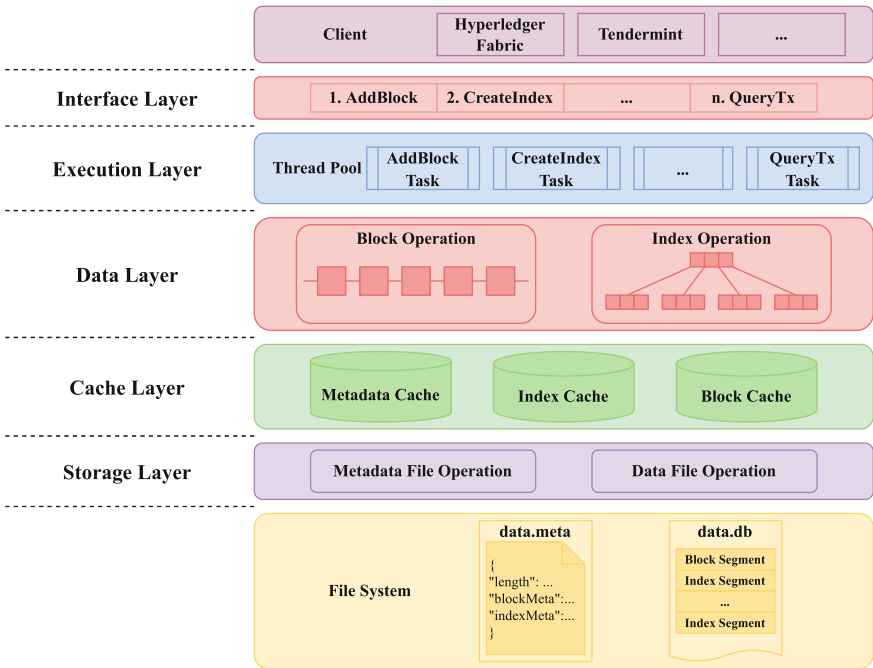 Client
Hyperledger
Fabric
Tendermint
...
Interface Layer
1. AddBlock
2. CreateIndex
...
n. QueryTx
Execution Layer
Thread Pool
AddBlock
Task
CreateIndex
Task
...
QueryTx
Task
Data Layer
Block Operation
Index Operation
Cache Layer
Metadata Cache
Index Cache
Block Cache
Storage Layer
Metadata File Operation
Data File Operation
File System
data.meta
{
"length": ...
"blockMeta":...
"indexMeta":...
}
data.db
Block Segment
Index Segment
...
Index Segment